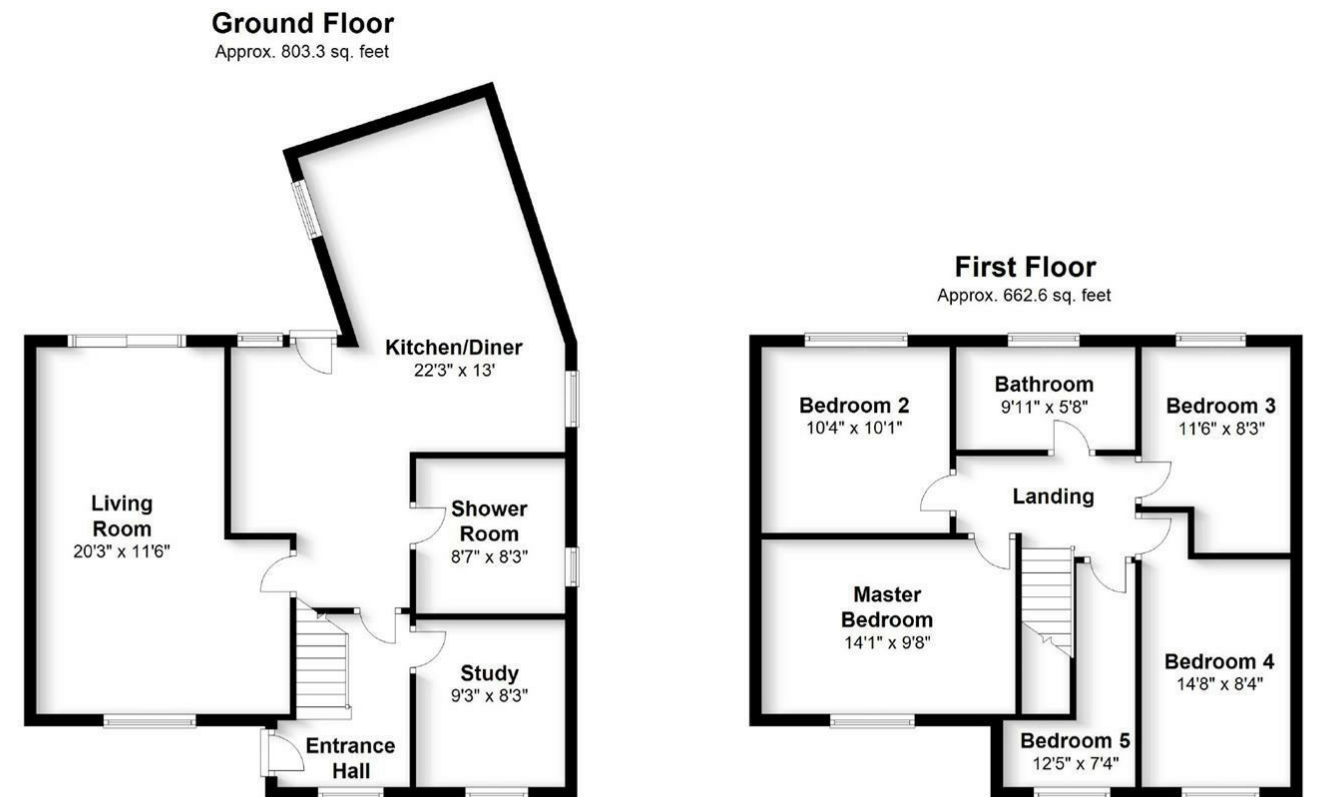 Ground Floor
Approx. 803.3 sq. feet
Kitchen/Diner
22'3" x 13'
Living
Room
20'3" x 11'6"
Shower
Room
8'7" x 8'3"
Study
9'3" x 8'3"
Entrance
Hall
First Floor
Approx. 662.6 sq. feet
Bedroom 2
10'4" x 10'1"
Bathroom
9'11" x 5'8"
Bedroom 3
11'6" x 8'3"
Landing
Master
Bedroom
14'1" x 9'8"
Bedroom 4
14'8" x 8'4"
Bedroom 5
12'5" x 7'4"